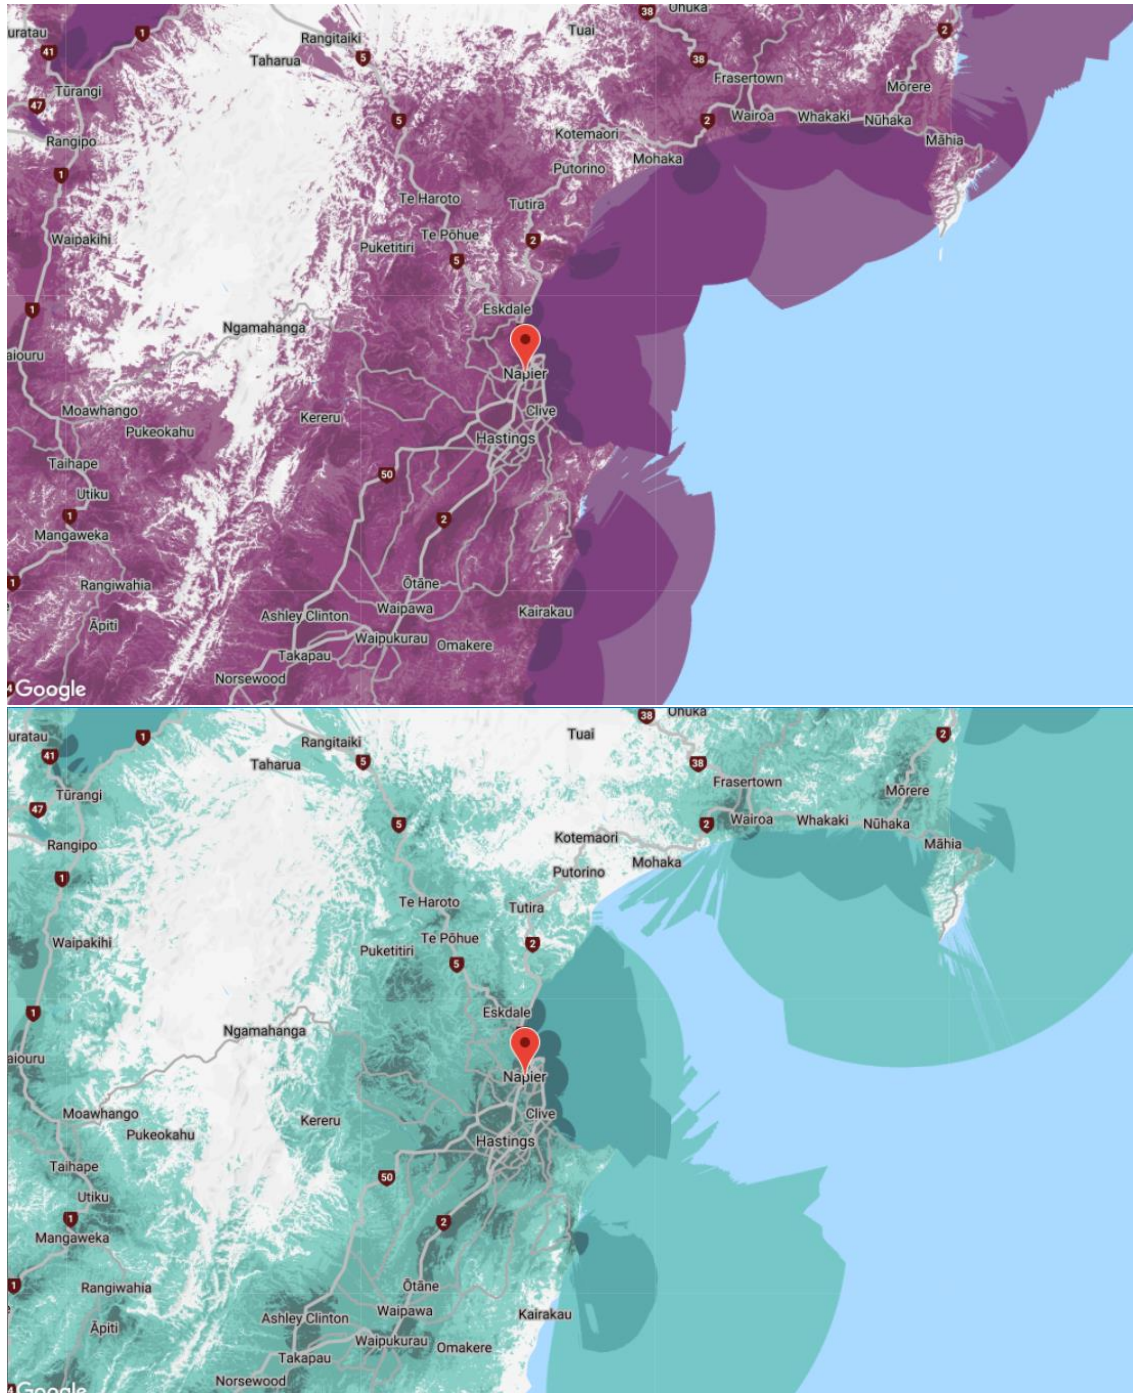 38
Rangitaiki
Tuai
2
1
41
Taharua
5
38
Tūrangi
Frasertown
Mōrere
47
5
Wairoa
Whakaki
Nūhaka
2
Kotemaori
Māhia
Rangipo
Mohaka
Putorino
1
Te Haroto
Tutira
Waipakihi
Te Pōhue
2
Puketitiri
5
1
Eskdale
Ngamahanga
Napier
Moawhango
Clive
Kereru
Pukeokahu
Hastings
Taihape
50
Utiku
1
2
Mangaweka
1
Rangiwahia
Ōtāne
Waipawa
Ashley Clinton
Kairakau
Āpiti
Waipukurau
Omakere
Takapau
Norsewood
4
Google
38
Tuai
2
1
Rangitaiki
41
Taharua
5
38
Frasertown
Tūrangi
Mōrere
47
5
2
Wairoa
Whakaki
Nūhaka
Kotemaori
Rangipo
Māhia
Mohaka
Putorino
1
Te Haroto
Tutira
Waipakihi
Te Pōhue
2
Puketitiri
5
1
Eskdale
Ngamahanga
Napier
Moawhango
Clive
Kereru
Pukeokahu
Hastings
Taihape
50
Utiku
1
2
Mangaweka
1
Rangiwahia
Ōtāne
Waipawa
Ashley Clinton
Kairakau
Āpiti
Waipukurau
Omakere
Takapau
Norsewood
4
Google